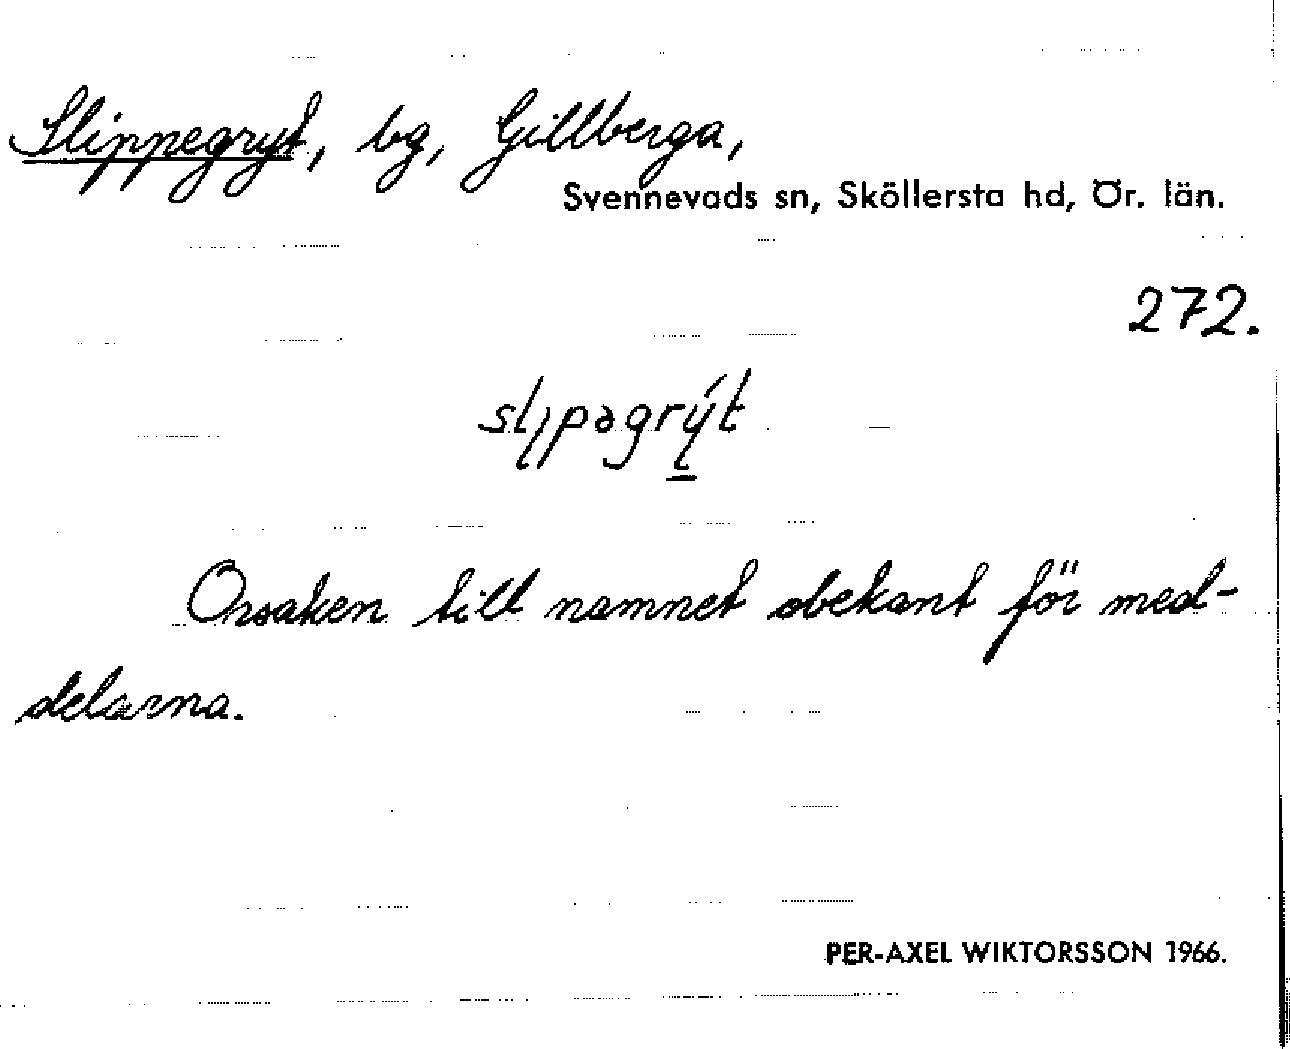 Slippegryt, bg, Gillberga,
Svennevads sn, Sköllersta hd, Ör. län.
272.
slipəgrýt
Orsaken till namnet obekant för med-
delarna.
PER-AXEL WIKTORSSON 1966.